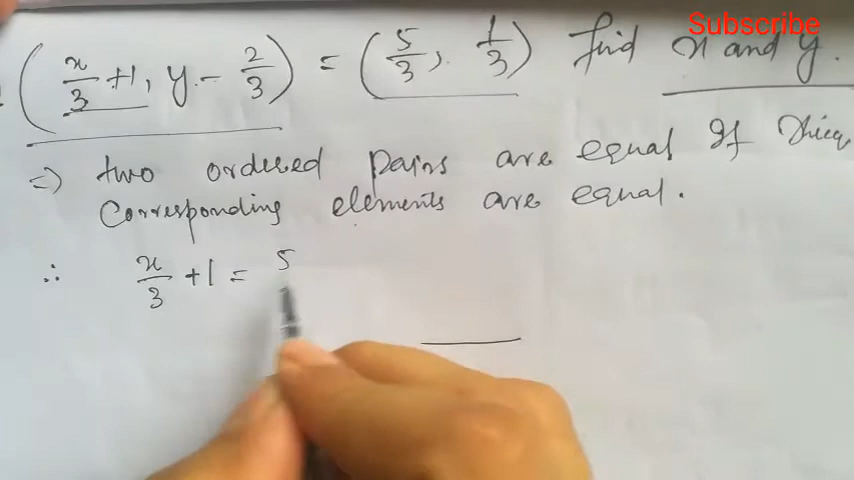 Subscribe
(x/3 + 1, y - 2/3) = (5/3, 1/3) find x and y.
=> two ordered pairs are equal If
Corresponding elements are equal.
∴ x/3 + 1 = 5